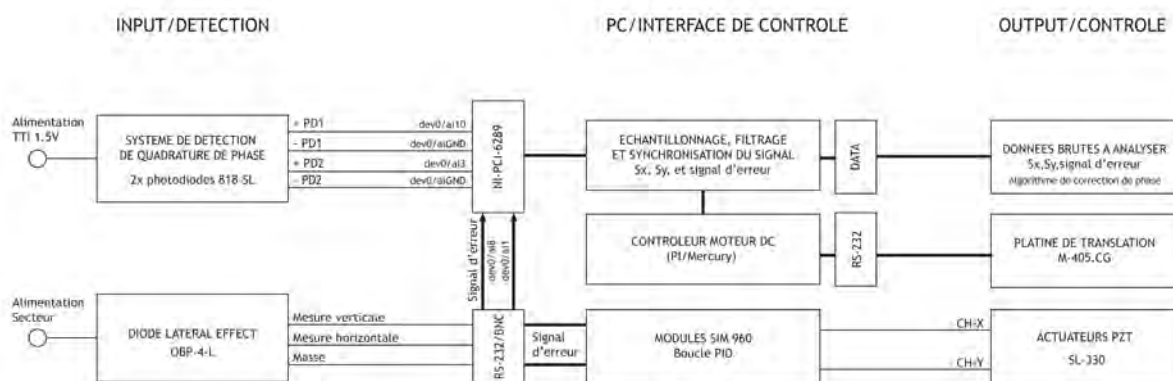 INPUT/DETECTION
PC/INTERFACE DE CONTROLE
OUTPUT/CONTROLE
Alimentation
TTI 1.5V
SYSTEME DE DETECTION
DE QUADRATURE DE PHASE
2x photodiodes 818-SL
+ PD1
dev0/ai10
- PD1
dev0/aiGND
+ PD2
dev0/ai3
- PD2
dev0/aiGND
NI-PCI-6289
ECHANTILLONNAGE, FILTRAGE
ET SYNCHRONISATION DU SIGNAL
Sx, Sy, et signal d'erreur
DATA
DONNEES BRUTES A ANALYSER
Sx,Sy,signal d'erreur
Algorithme de correction de phase
Signal d'érreur
dev0/ai8
dev0/ai1
CONTROLEUR MOTEUR DC
(PI/Mercury)
RS-232
PLATINE DE TRANSLATION
M-405.CG
Alimentation
Secteur
DIODE LATERAL EFFECT
OBP-4-L
Mesure verticale
Mesure horizontale
Masse
RS-232/BNC
Signal
d'erreur
MODULES SIM 960
Boucle PID
CH-X
CH-Y
ACTUATEURS PZT
SL-330